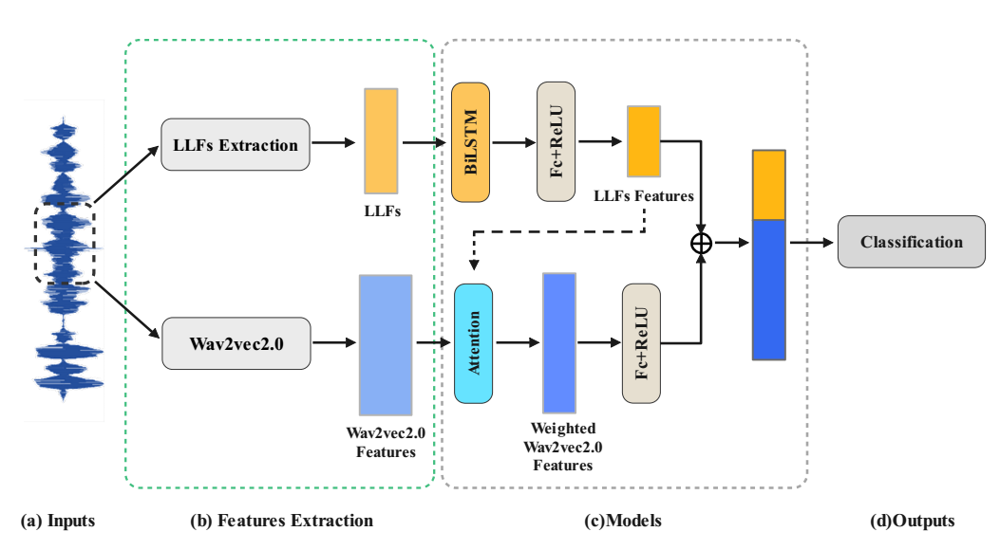 LLFs Extraction
LLFs
BiLSTM
Fc+ReLU
LLFs Features
Wav2vec2.0
Wav2vec2.0
Features
Attention
Weighted
Wav2vec2.0
Features
Fc+ReLU
Classification
(a) Inputs
(b) Features Extraction
(c)Models
(d)Outputs